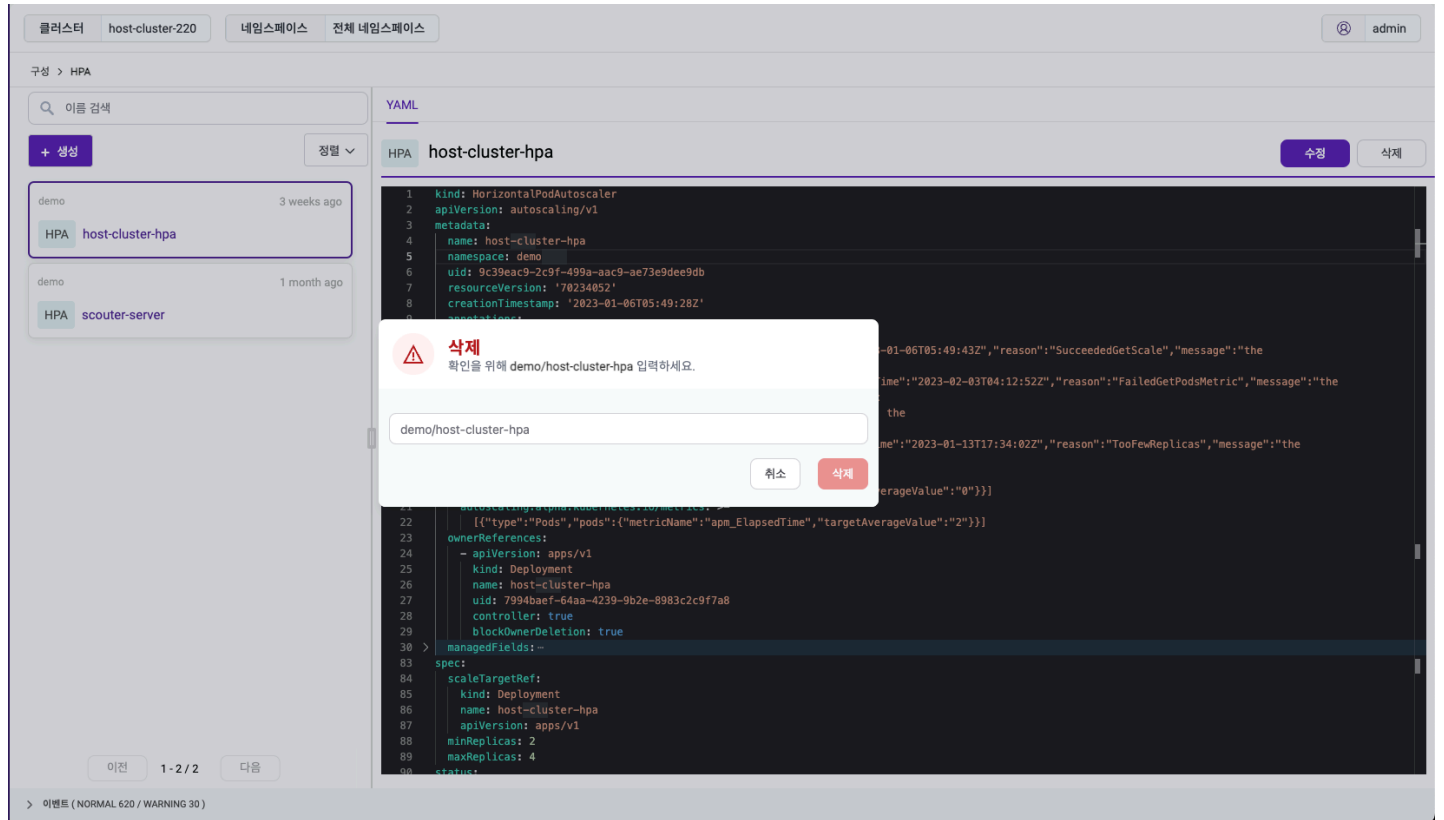 클러스터 host-cluster-220 네임스페이스 전체 네임스페이스 admin
구성 > HPA
이름 검색
+ 생성
정렬
demo 3 weeks ago
HPA host-cluster-hpa
demo 1 month ago
HPA scouter-server
이전 1 - 2 / 2 다음
YAML
HPA host-cluster-hpa 수정 삭제
1 kind: HorizontalPodAutoscaler
2 apiVersion: autoscaling/v1
3 metadata:
4 name: host-cluster-hpa
5 namespace: demo
6 uid: 9c39eac9-2c9f-499a-aac9-ae73e9dee9db
7 resourceVersion: '70234052'
8 creationTimestamp: '2023-01-06T05:49:28Z'
9 annotations:
-01-06T05:49:43Z","reason":"SucceededGetScale","message":"the
ime":"2023-02-03T04:12:52Z","reason":"FailedGetPodsMetric","message":"the
the
me":"2023-01-13T17:34:02Z","reason":"TooFewReplicas","message":"the
erageValue":"0"}}]
삭제
확인을 위해 demo/host-cluster-hpa 입력하세요.
demo/host-cluster-hpa
취소 삭제
21 autoscaling.alpha.kubernetes.io/metrics: >-
22 [{"type":"Pods","pods":{"metricName":"apm_ElapsedTime","targetAverageValue":"2"}}]
23 ownerReferences:
24 - apiVersion: apps/v1
25 kind: Deployment
26 name: host-cluster-hpa
27 uid: 7994baef-64aa-4239-9b2e-8983c2c9f7a8
28 controller: true
29 blockOwnerDeletion: true
30 > managedFields: ⋯
83 spec:
84 scaleTargetRef:
85 kind: Deployment
86 name: host-cluster-hpa
87 apiVersion: apps/v1
88 minReplicas: 2
89 maxReplicas: 4
90 status:
> 이벤트 ( NORMAL 620 / WARNING 30 )